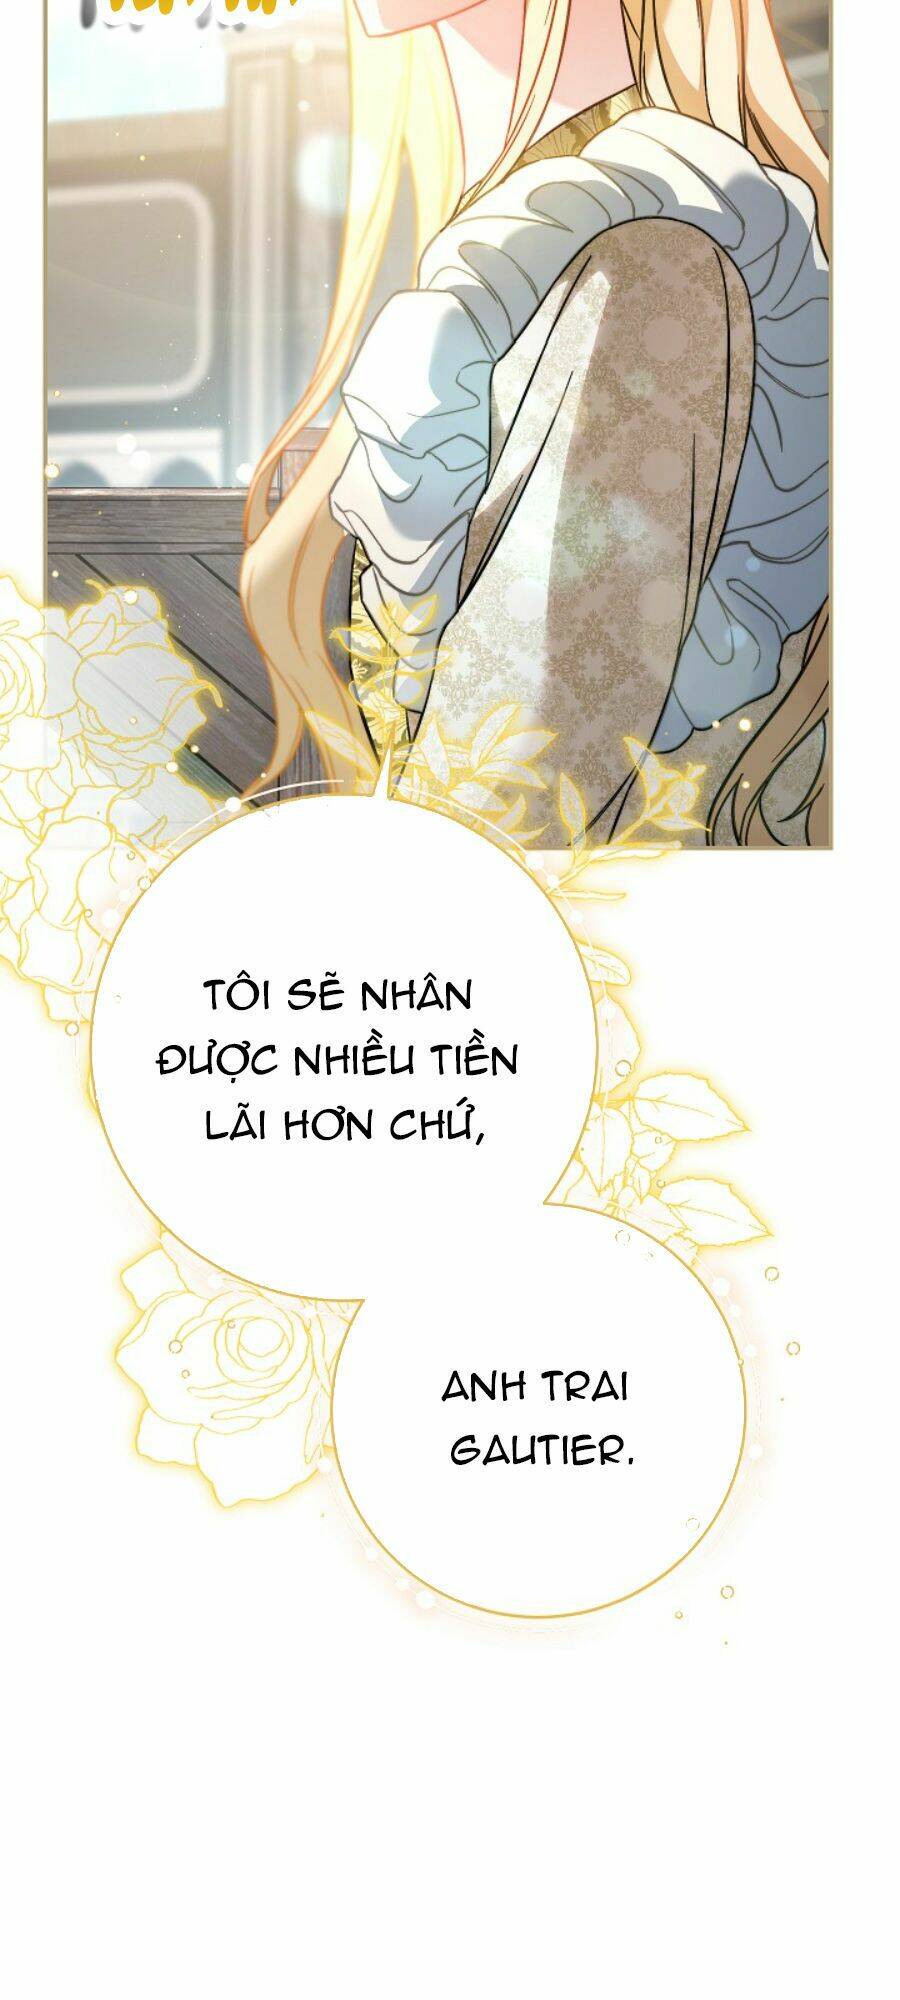 TÔI SẼ NHÂN
ĐƯỢC NHIỀU TIỀN
LÃI HƠN CHỨ,
ANH TRAI
GAUTIER.